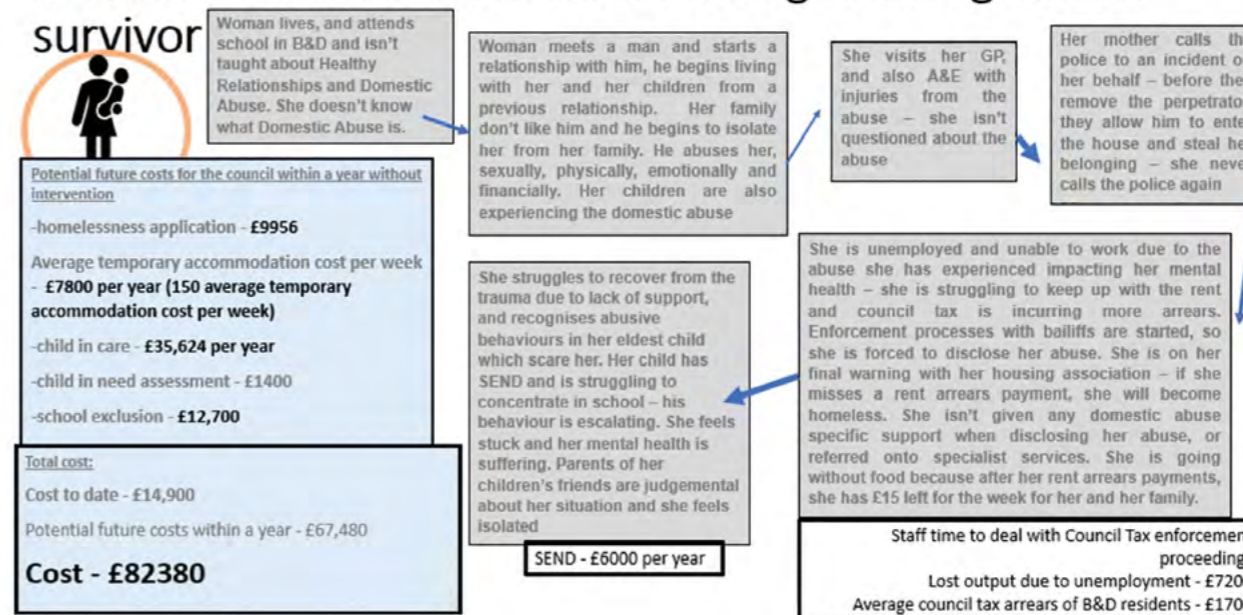 survivor
Woman lives, and attends
school in B&D and isn't
taught about Healthy
Relationships and Domestic
Abuse. She doesn't know
what Domestic Abuse is.
Woman meets a man and starts a
relationship with him, he begins living
with her and her children from a
previous relationship. Her family
don't like him and he begins to isolate
her from her family. He abuses her,
sexually, physically, emotionally and
financially. Her children are also
experiencing the domestic abuse
She visits her GP,
and also A&E with
injuries from the
abuse – she isn't
questioned about the
abuse
Her mother calls th
police to an incident o
her behalf – before the
remove the perpetrato
they allow him to ente
the house and steal he
belonging – she neve
calls the police again
She is unemployed and unable to work due to the
abuse she has experienced impacting her mental
health – she is struggling to keep up with the rent
and council tax is incurring more arrears.
Enforcement processes with bailiffs are started, so
she is forced to disclose her abuse. She is on her
final warning with her housing association – if she
misses a rent arrears payment, she will become
homeless. She isn't given any domestic abuse
specific support when disclosing her abuse, or
referred onto specialist services. She is going
without food because after her rent arrears payments,
she has £15 left for the week for her and her family.
Staff time to deal with Council Tax enforcemen
proceeding
Lost output due to unemployment - £720
Average council tax arrears of B&D residents - £170
She struggles to recover from the
trauma due to lack of support,
and recognises abusive
behaviours in her eldest child
which scare her. Her child has
SEND and is struggling to
concentrate in school – his
behaviour is escalating. She feels
stuck and her mental health is
suffering. Parents of her
children's friends are judgemental
about her situation and she feels
isolated
SEND - £6000 per year
Potential future costs for the council within a year without
intervention
-homelessness application - £9956
Average temporary accommodation cost per week
- £7800 per year (150 average temporary
accommodation cost per week)
-child in care - £35,624 per year
-child in need assessment - £1400
-school exclusion - £12,700
Total cost:
Cost to date - £14,900
Potential future costs within a year - £67,480
Cost - £82380